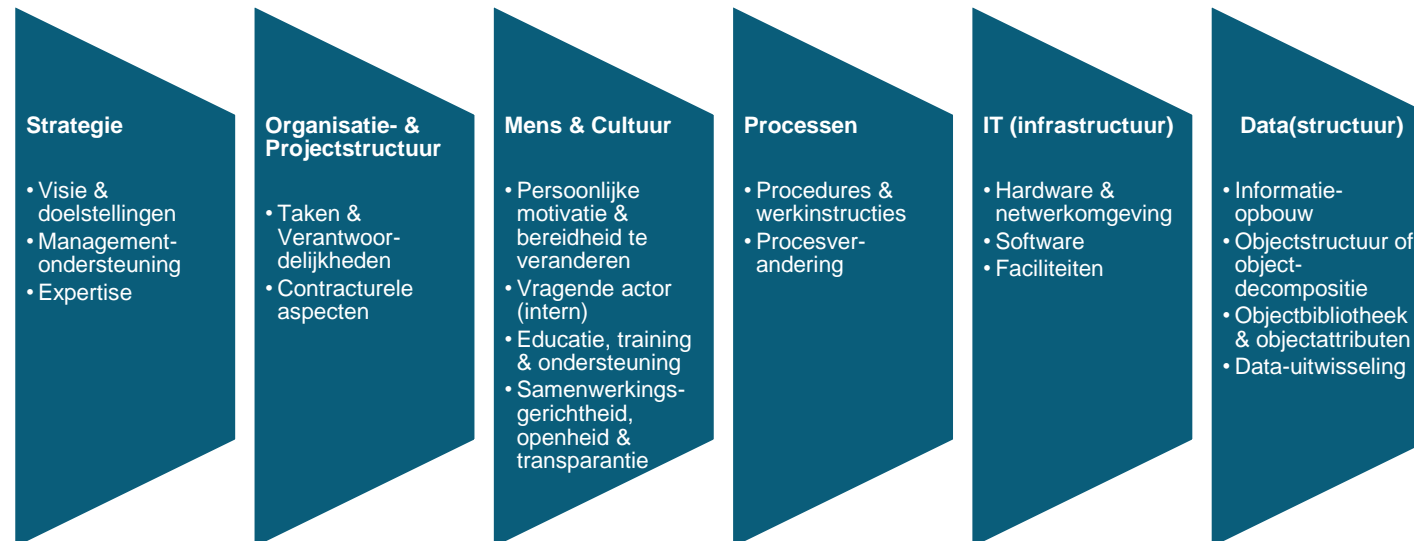 Strategie
• Visie &
doelstellingen
• Management-
ondersteuning
• Expertise
Organisatie- &
Projectstructuur
• Taken &
Verantwoor-
delijkheden
• Contracturele
aspecten
Mens & Cultuur
• Persoonlijke
motivatie &
bereidheid te
veranderen
• Vragende actor
(intern)
• Educatie, training
& ondersteuning
• Samenwerkings-
gerichtheid,
openheid &
transparantie
Processen
• Procedures &
werkinstructies
• Procesver-
andering
IT (infrastructuur)
• Hardware &
netwerkomgeving
• Software
• Faciliteiten
Data(structuur)
• Informatie-
opbouw
• Objectstructuur of
object-
decompositie
• Objectbibliotheek
& objectattributen
• Data-uitwisseling